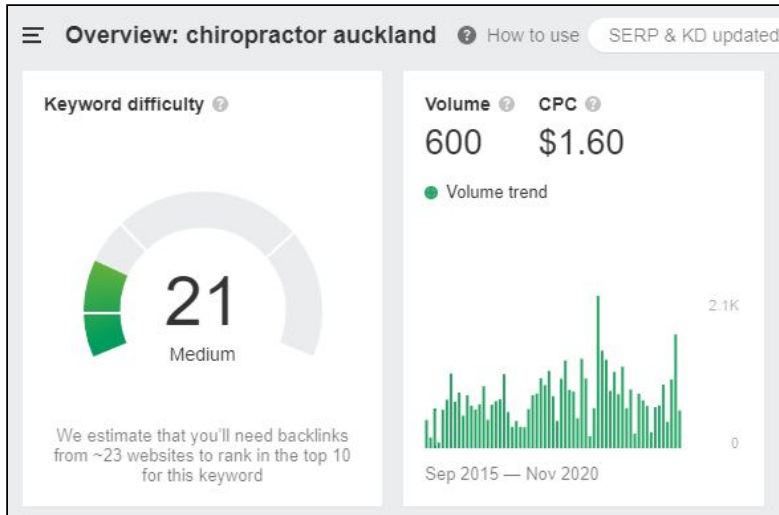 Overview: chiropractor auckland
How to use
SERP & KD updated
Keyword difficulty
21
Medium
We estimate that you'll need backlinks
from ~23 websites to rank in the top 10
for this keyword
Volume
CPC
600
$1.60
Volume trend
2.1K
0
Sep 2015 — Nov 2020